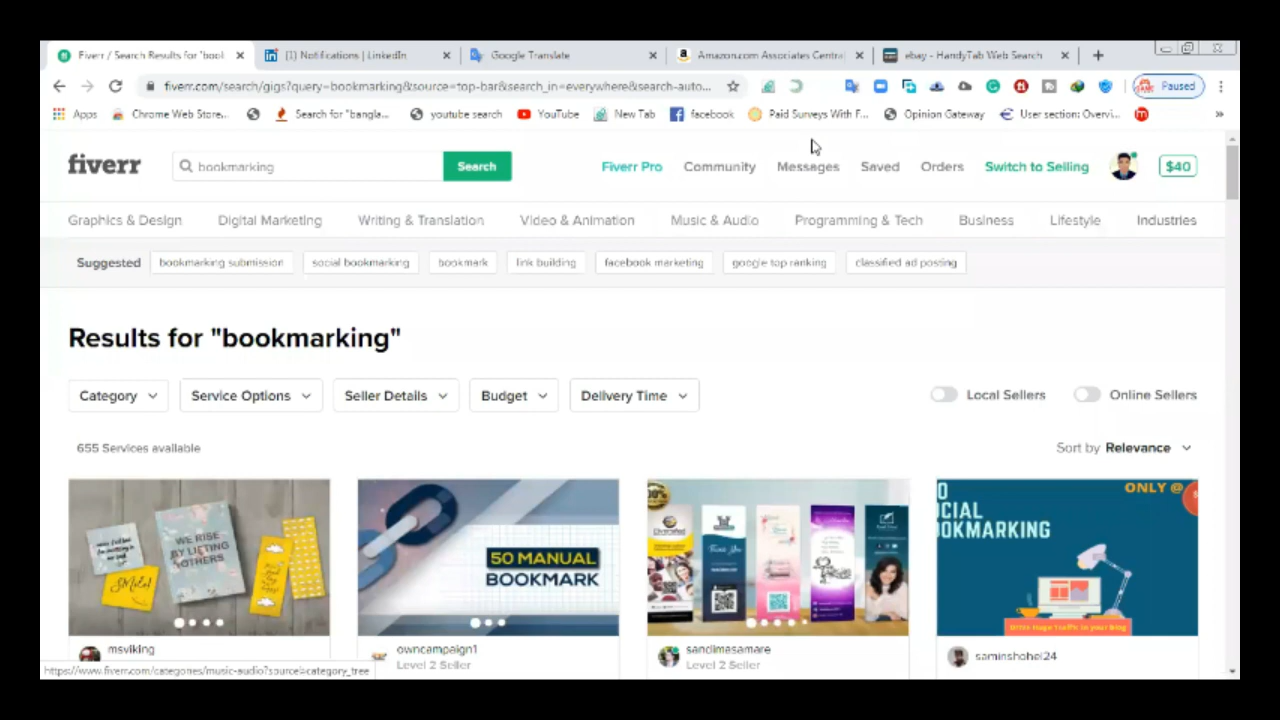 Fiverr / Search Results for 'bool
(1) Notifications | LinkedIn
Google Translate
Amazon.com Associates Central
ebay - HandyTab Web Search
fiverr.com/search/gigs?query=bookmarking&source=top-bar&search_in=everywhere&search-auto...
Paused
Apps
Chrome Web Store...
Search for "bangla...
youtube search
YouTube
New Tab
facebook
Paid Surveys With F...
Opinion Gateway
User section: Overvi...
»
fiverr
bookmarking
Search
Fiverr Pro
Community
Messages
Saved
Orders
Switch to Selling
$40
Graphics & Design
Digital Marketing
Writing & Translation
Video & Animation
Music & Audio
Programming & Tech
Business
Lifestyle
Industries
Suggested
bookmarking submission
social bookmarking
bookmark
link building
facebook marketing
google top ranking
classified ad posting
Results for "bookmarking"
Category
Service Options
Seller Details
Budget
Delivery Time
Local Sellers
Online Sellers
655 Services available
Sort by Relevance
WE RISE
BY LIFTING
OTHERS
SMile!
50 MANUAL
BOOKMARK
ONLY @
O
CIAL
OKMARKING
msviking
owncampaign1
Level 2 Seller
sandimasamare
Level 2 Seller
saminshohel24
https://www.fiverr.com/categories/music-audio?source=category_tree